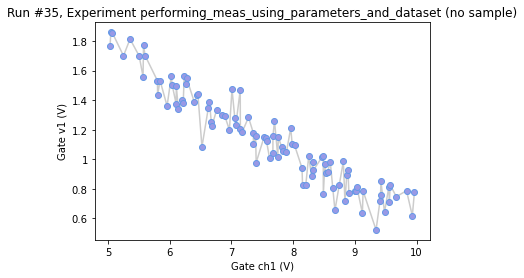 Run #35, Experiment performing_meas_using_parameters_and_dataset (no sample)
1.8
1.6
1.4
1.2
1
0.8
0.6
Gate v1 (V)
5 6 7 8 9 10
Gate ch1 (V)